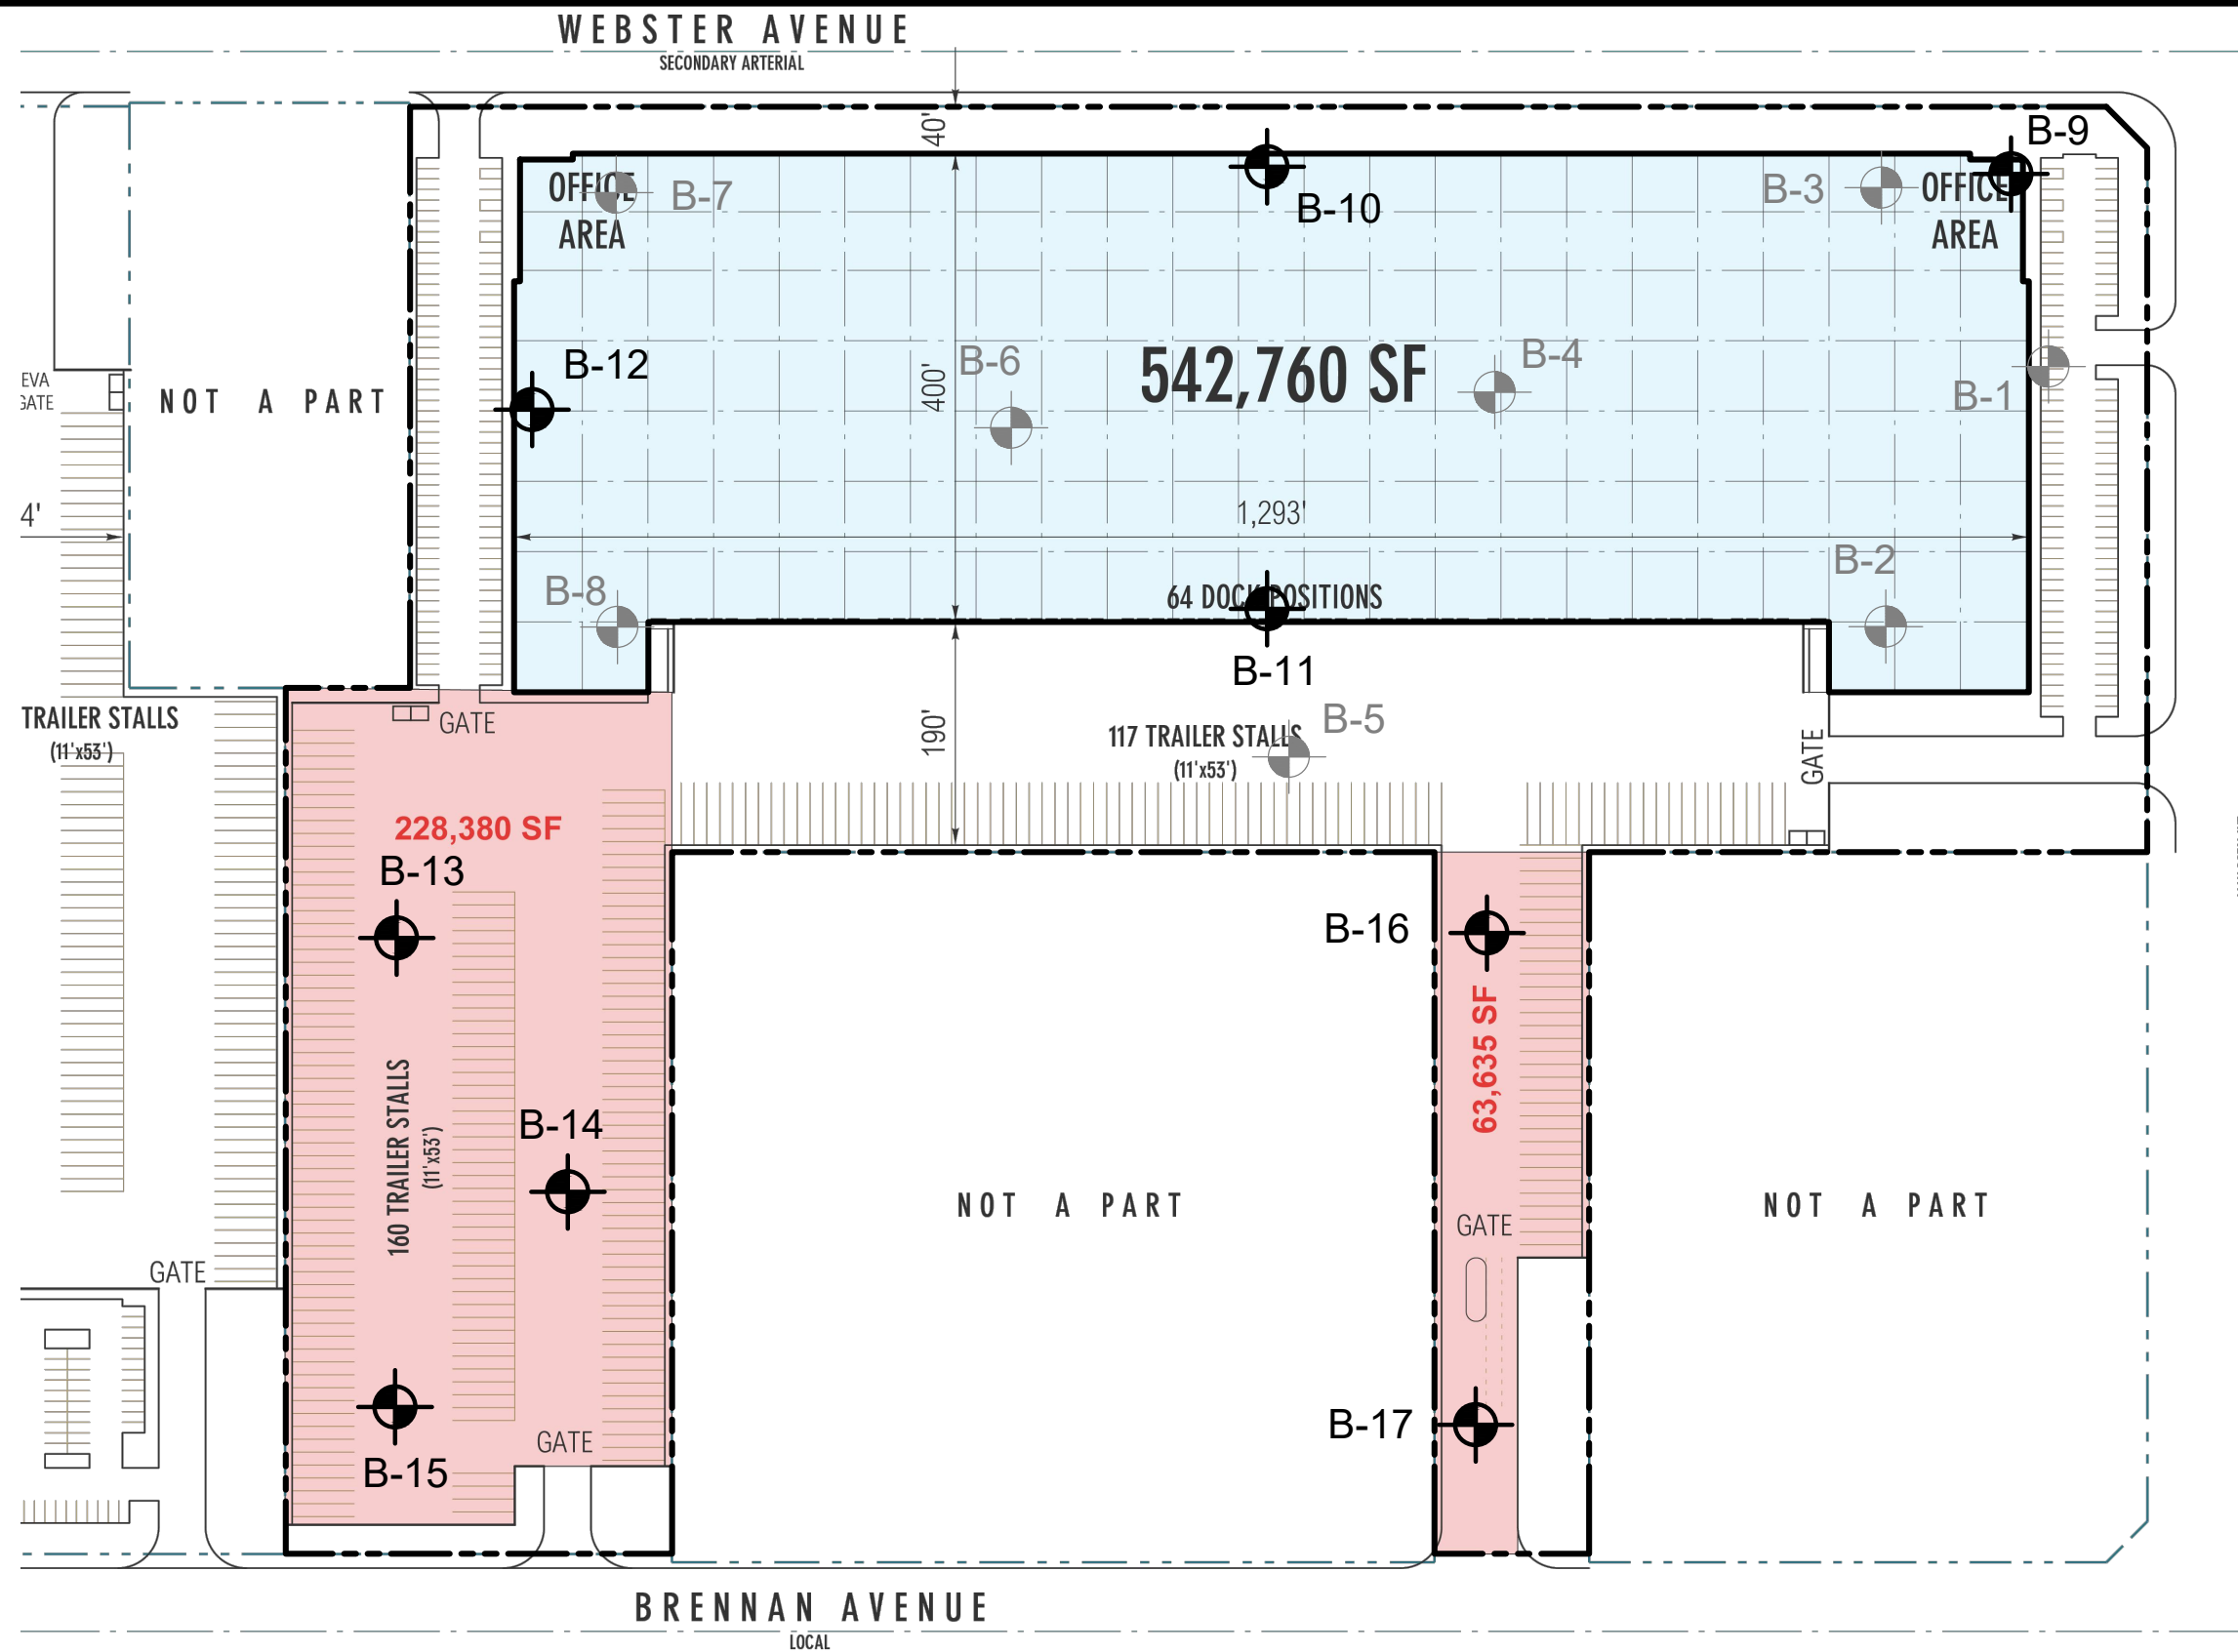 WEBSTER AVENUE
SECONDARY ARTERIAL
40'
B-9
OFFICE
AREA
B-7
B-10
B-3
OFFICE
AREA
EVA
GATE
NOT A PART
B-12
B-6
400'
542,760 SF
B-4
B-1
4'
1,293'
B-8
64 DOCK POSITIONS
B-2
B-11
TRAILER STALLS
(11'x53')
GATE
190'
117 TRAILER STALLS
(11'x53')
B-5
GATE
228,380 SF
B-13
B-16
63,635 SF
160 TRAILER STALLS
(11'x53')
B-14
NOT A PART
GATE
NOT A PART
GATE
B-17
GATE
B-15
BRENNAN AVENUE
LOCAL